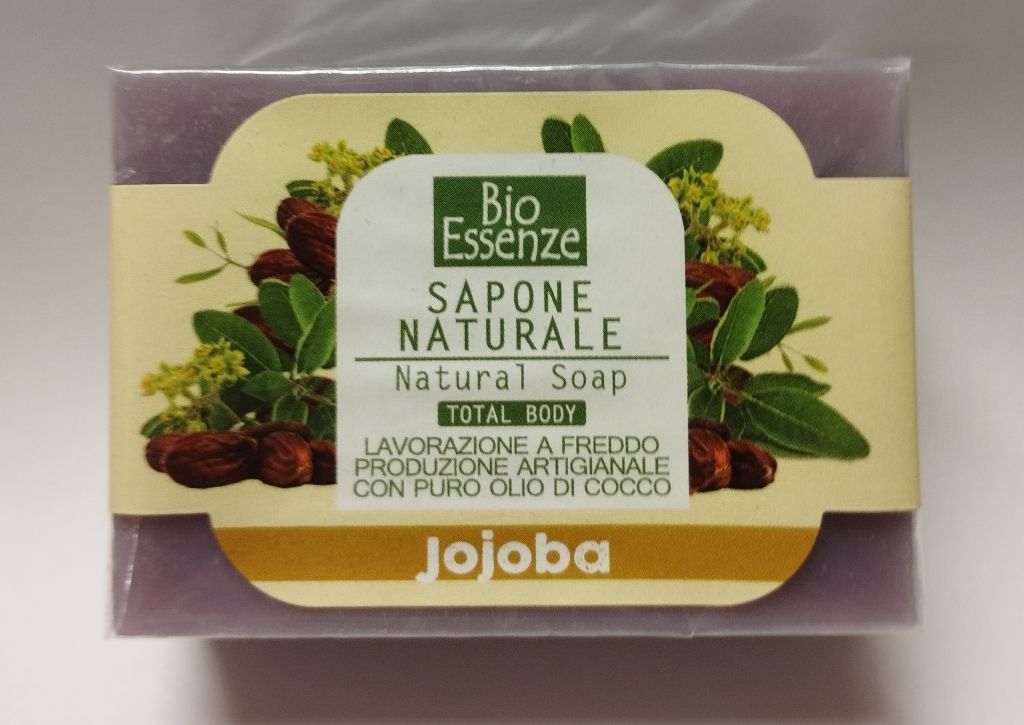 Bio
Essenze
SAPONE
NATURALE
Natural Soap
TOTAL BODY
LAVORAZIONE A FREDDO
PRODUZIONE ARTIGIANALE
CON PURO OLIO DI COCCO
Jojoba